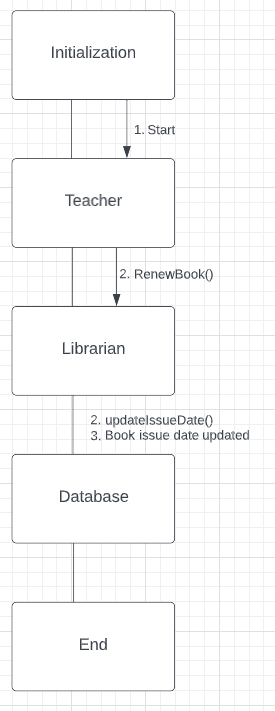 Initialization
1. Start
Teacher
2. RenewBook()
Librarian
2. updateIssueDate()
3. Book issue date updated
Database
End